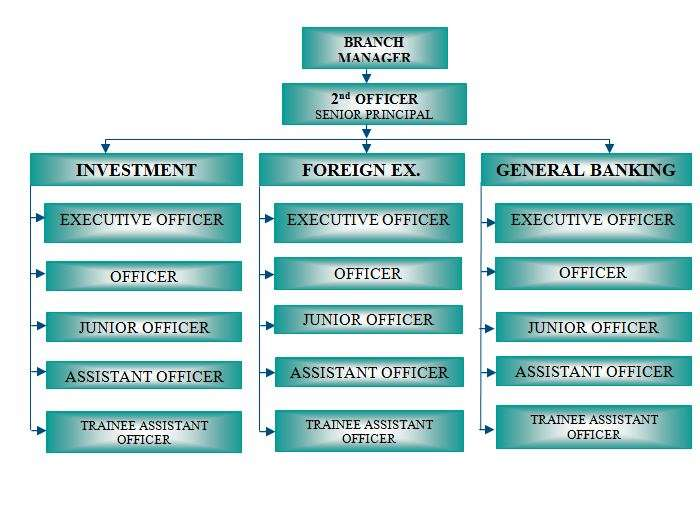 BRANCH
MANAGER
2nd OFFICER
SENIOR PRINCIPAL
INVESTMENT
EXECUTIVE OFFICER
OFFICER
JUNIOR OFFICER
ASSISTANT OFFICER
TRAINEE ASSISTANT
OFFICER
FOREIGN EX.
EXECUTIVE OFFICER
OFFICER
JUNIOR OFFICER
ASSISTANT OFFICER
TRAINEE ASSISTANT
OFFICER
GENERAL BANKING
EXECUTIVE OFFICER
OFFICER
JUNIOR OFFICER
ASSISTANT OFFICER
TRAINEE ASSISTANT
OFFICER